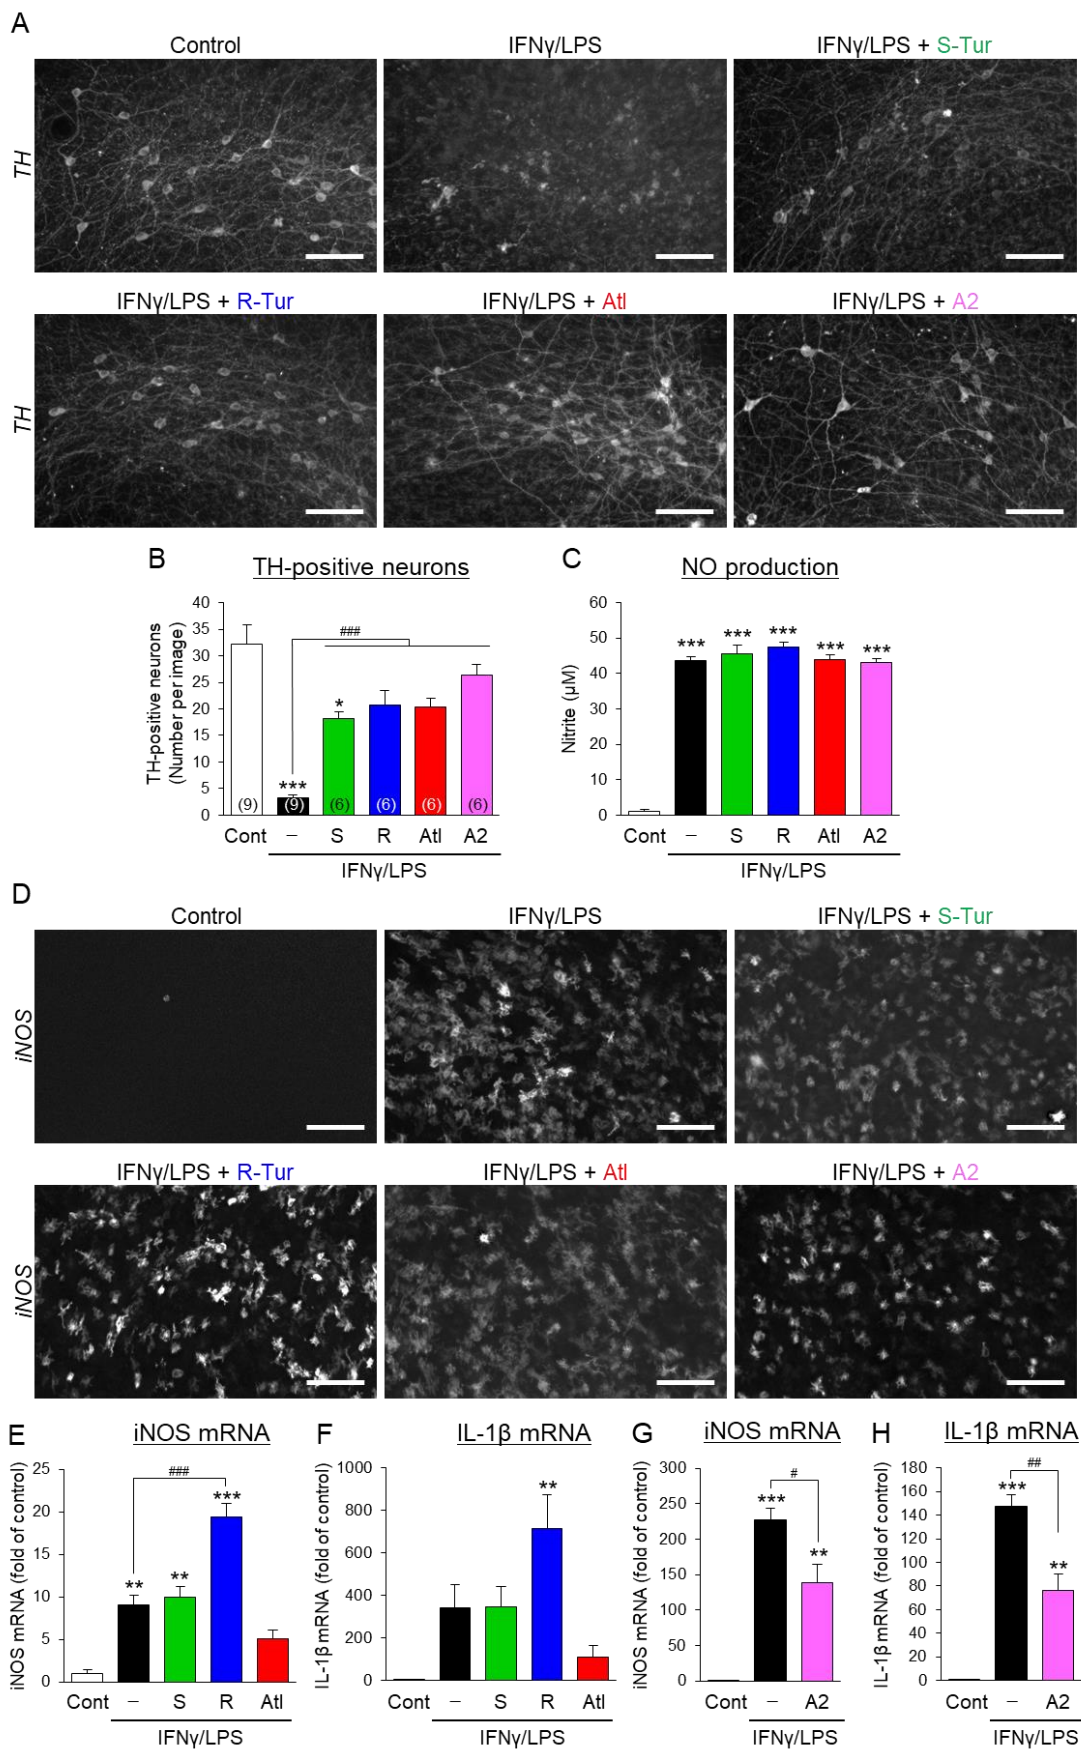 A
Control
IFNγ/LPS
IFNγ/LPS + S-Tur
TH
IFNγ/LPS + R-Tur
IFNγ/LPS + Atl
IFNγ/LPS + A2
TH
B
TH-positive neurons
TH-positive neurons
(Number per image)
40
35
30
25
20
15
10
5
0
###
***
*
(9)
(9)
(6)
(6)
(6)
(6)
Cont
–
S
R
Atl
A2
IFNγ/LPS
C
NO production
Nitrite (μM)
60
50
40
30
20
10
0
***
***
***
***
***
–
S
R
Atl
A2
Cont
IFNγ/LPS
D
Control
IFNγ/LPS
IFNγ/LPS + S-Tur
iNOS
IFNγ/LPS + R-Tur
IFNγ/LPS + Atl
IFNγ/LPS + A2
iNOS
E
iNOS mRNA
iNOS mRNA (fold of control)
25
20
15
10
5
0
###
**
**
***
Cont
–
S
R
Atl
IFNγ/LPS
F
IL-1β mRNA
IL-1β mRNA (fold of control)
1000
800
600
400
200
0
**
Cont
–
S
R
Atl
IFNγ/LPS
G
iNOS mRNA
iNOS mRNA (fold of control)
300
250
200
150
100
50
0
#
***
**
Cont
–
A2
IFNγ/LPS
H
IL-1β mRNA
IL-1β mRNA (fold of control)
180
160
140
120
100
80
60
40
20
0
##
***
**
Cont
–
A2
IFNγ/LPS